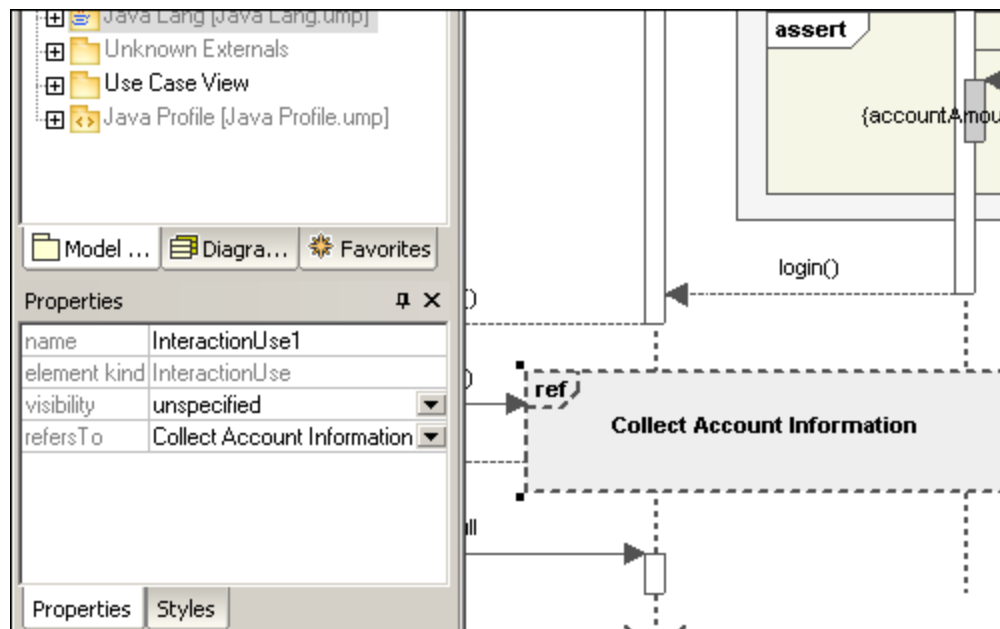 Java Lang [Java Lang.ump]
Unknown Externals
Use Case View
Java Profile [Java Profile.ump]
Model ... Diagra... Favorites
Properties
name InteractionUse1
element kind InteractionUse
visibility unspecified
refersTo Collect Account Information
Properties Styles
assert
{accountAmou
login()
)
)
ref
Collect Account Information
ll